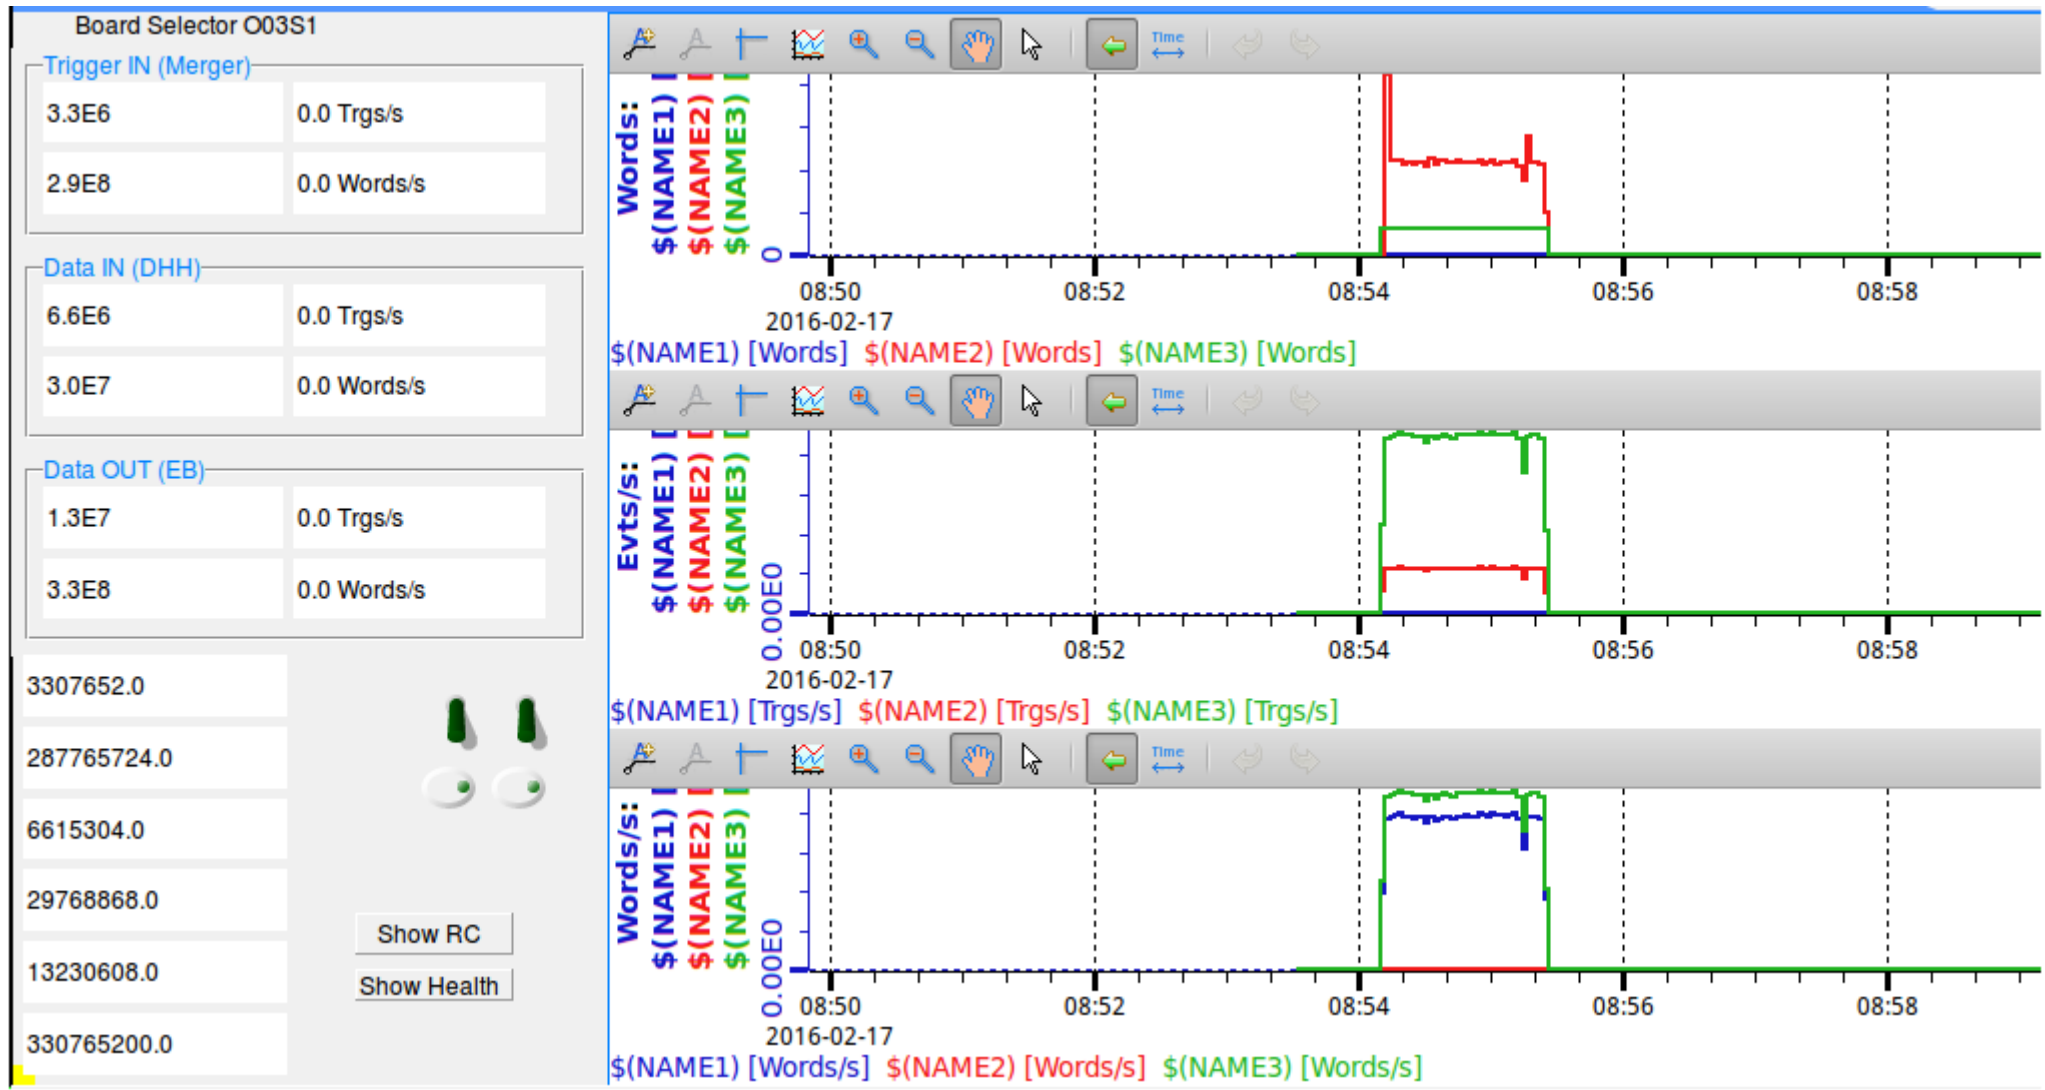 Board Selector O03S1
Trigger IN (Merger)
3.3E6 0.0 Trgs/s
2.9E8 0.0 Words/s
Data IN (DHH)
6.6E6 0.0 Trgs/s
3.0E7 0.0 Words/s
Data OUT (EB)
1.3E7 0.0 Trgs/s
3.3E8 0.0 Words/s
3307652.0
287765724.0
6615304.0
29768868.0
13230608.0
330765200.0
Show RC
Show Health
Time
Words:
$(NAME1) [
$(NAME2) [
$(NAME3) [
0
08:50 08:52 08:54 08:56 08:58
2016-02-17
$(NAME1) [Words] $(NAME2) [Words] $(NAME3) [Words]
Time
Evts/s:
$(NAME1) [
$(NAME2) [
$(NAME3) [
0.00E0
08:50 08:52 08:54 08:56 08:58
2016-02-17
$(NAME1) [Trgs/s] $(NAME2) [Trgs/s] $(NAME3) [Trgs/s]
Time
Words/s:
$(NAME1) [
$(NAME2) [
$(NAME3) [
0.00E0
08:50 08:52 08:54 08:56 08:58
2016-02-17
$(NAME1) [Words/s] $(NAME2) [Words/s] $(NAME3) [Words/s]